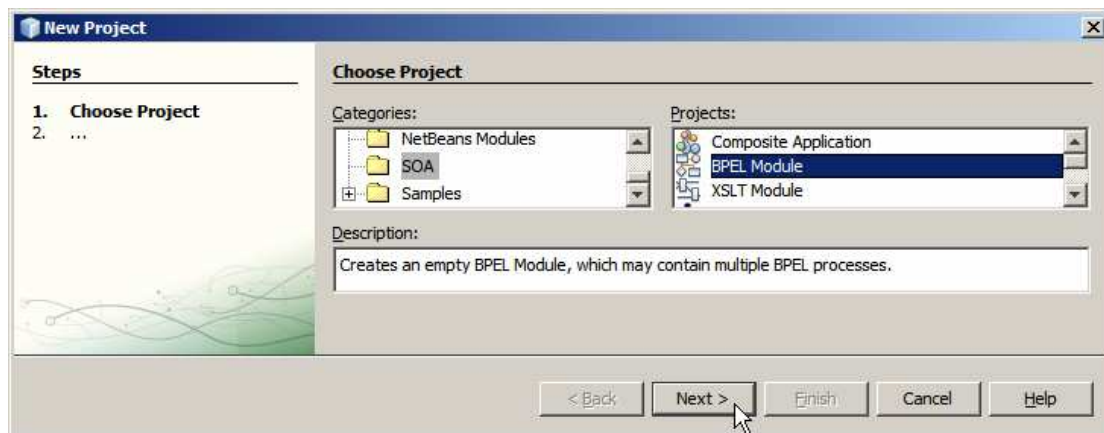 New Project
Steps
1. Choose Project
2. ...
Choose Project
Categories:
NetBeans Modules
SOA
Samples
Projects:
Composite Application
BPEL Module
XSLT Module
Description:
Creates an empty BPEL Module, which may contain multiple BPEL processes.
< Back Next > Finish Cancel Help